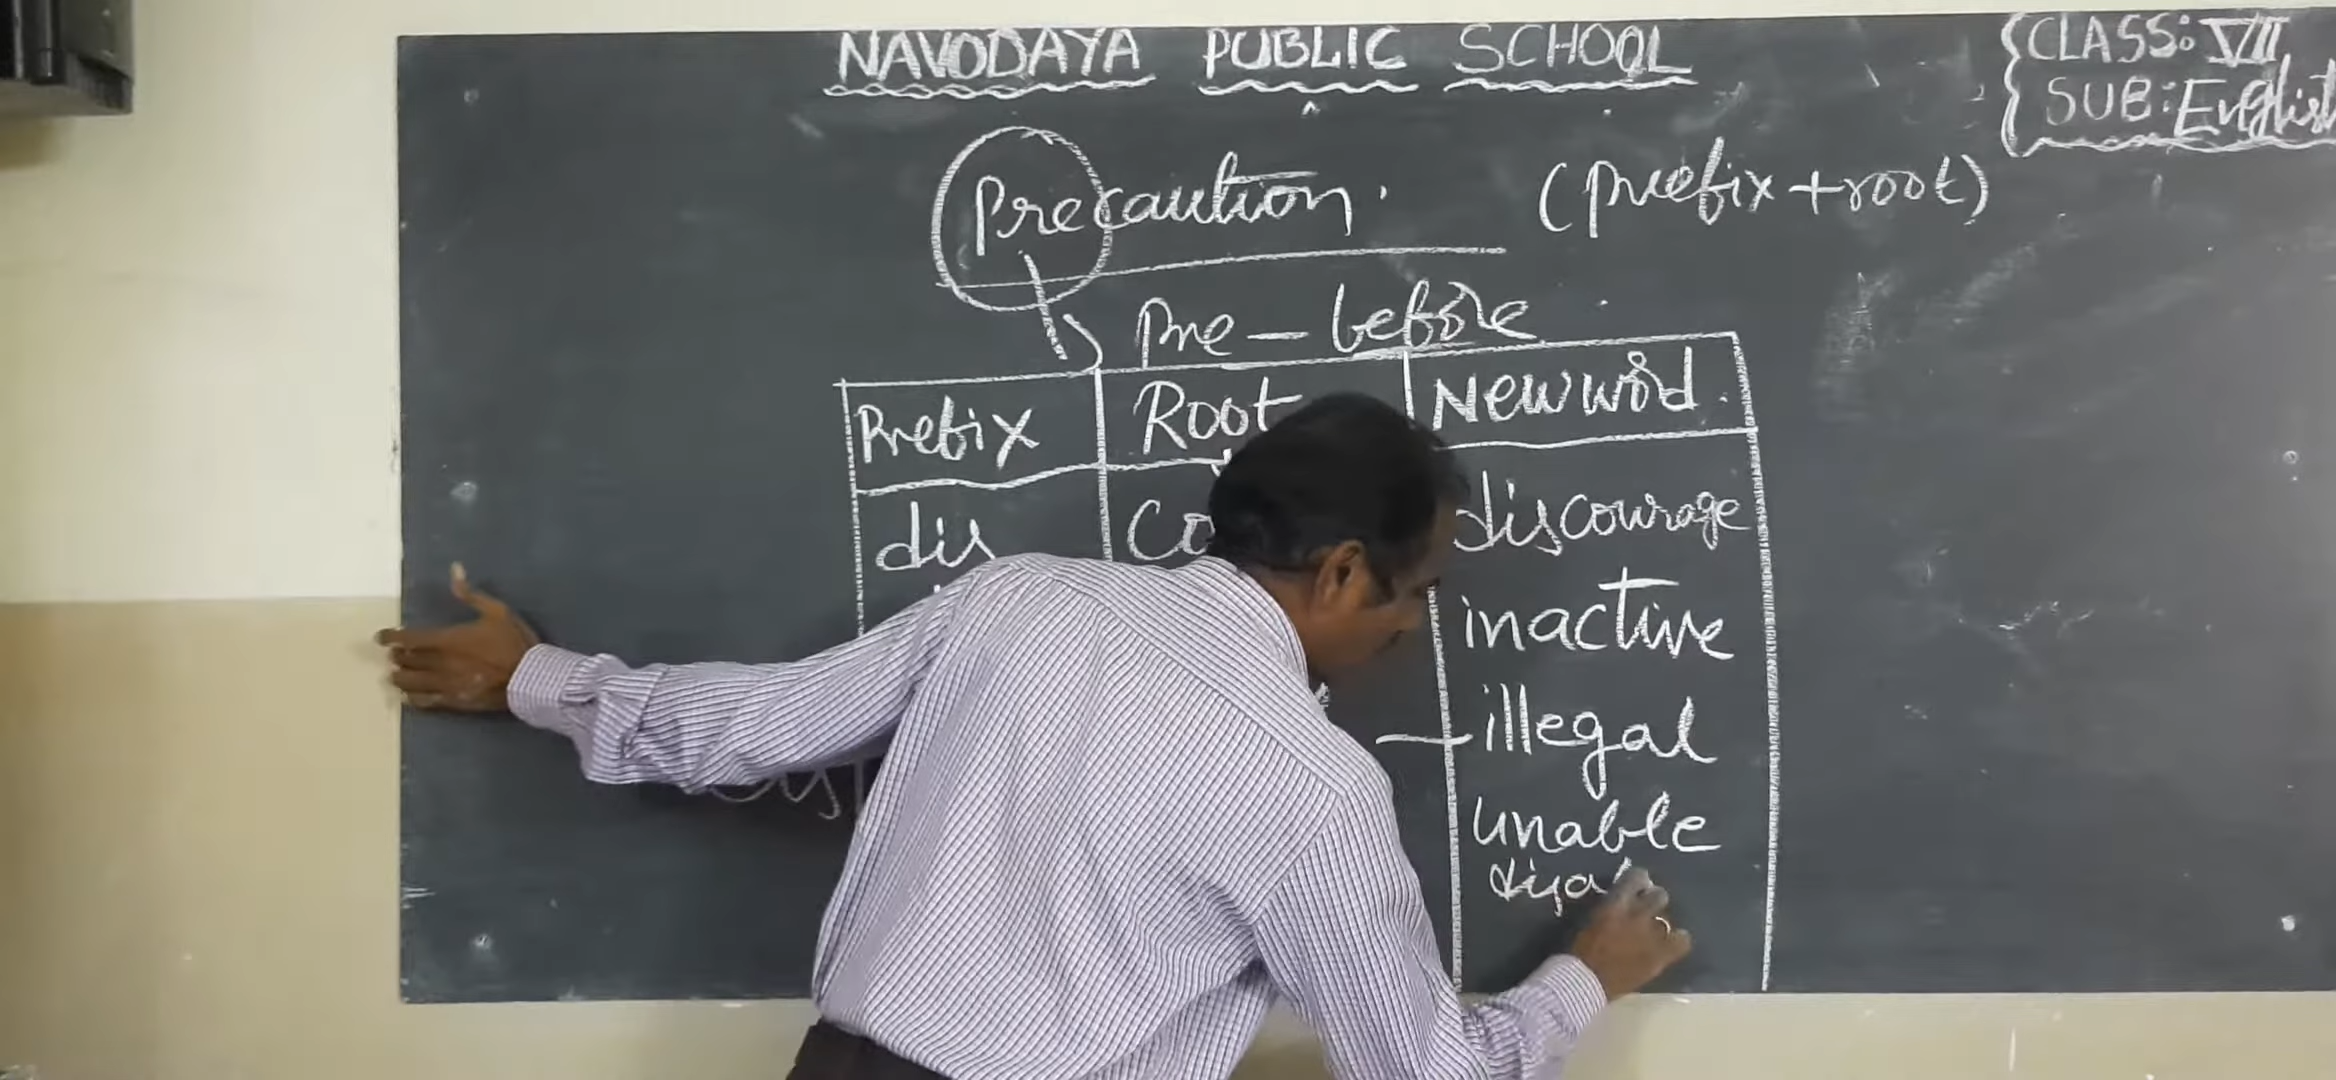 NAVODAYA PUBLIC SCHOOL
{CLASS: VII
{SUB: English
Precaution. (prefix + root)
Pre – before
Prefix Root New word.
dis discourage
inactive
illegal
unable